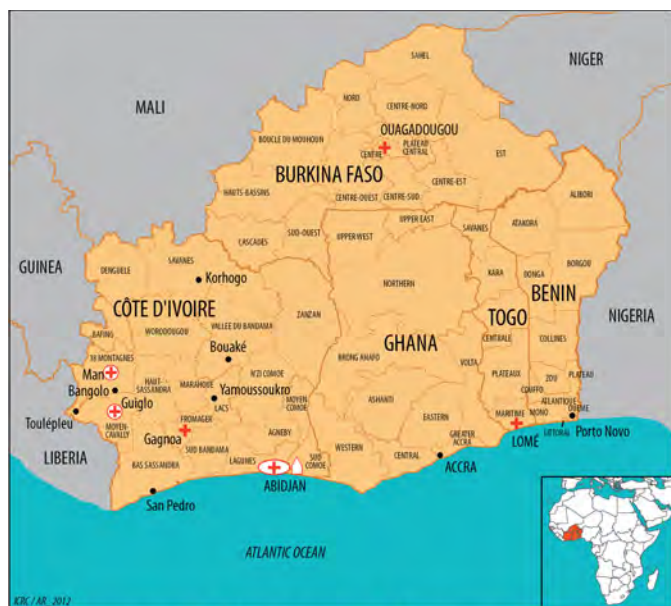 SAHEL
NIGER
MALI
NORD
CENTRE-NORD
OUAGADOUGOU
BOUCLE DU MOUHOUN
CENTRE
PLATEAU
CENTRAL
EST
BURKINA FASO
CENTRE-EST
HAUTS-BASSINS
CENTRE-OUEST
CENTRE-SUD
ALIBORI
UPPER EAST
SUD-OUEST
UPPER-WEST
SAVANES
ATAKORA
CASCADES
GUINEA
DENGUELE
SAVANES
Korhogo
NORTHERN
KARA
DONGA
BORGOU
BENIN
CÔTE D'IVOIRE
ZANZAN
TOGO
NIGERIA
BAFING
WORODOUGOU
VALLEE DU BANDAMA
GHANA
CENTRALE
COLLINES
18 MONTAGNES
Bouaké
BRONG AHAFO
VOLTA
Man
HAUT-
SASSANDRA
MARAHOUE
N'ZI COMOE
PLATEAUX
ZOU
PLATEAU
Bangolo
Yamoussoukro
COUFFO
Guiglo
LACS
MOYEN-
COMOE
ASHANTI
ATLANTIQUE
Toulépleu
MOYEN-
CAVALLY
FROMAGER
EASTERN
MARITIME
MONO
OUEME
Gagnoa
AGNEBY
LOMÉ
LITTORAL
Porto Novo
LIBERIA
SUD BANDAMA
WESTERN
CENTRAL
GREATER
ACCRA
BAS SASSANDRA
LAGUNES
SUD
COMOE
ACCRA
ABIDJAN
San Pedro
ATLANTIC OCEAN
ICRC / AR 2012